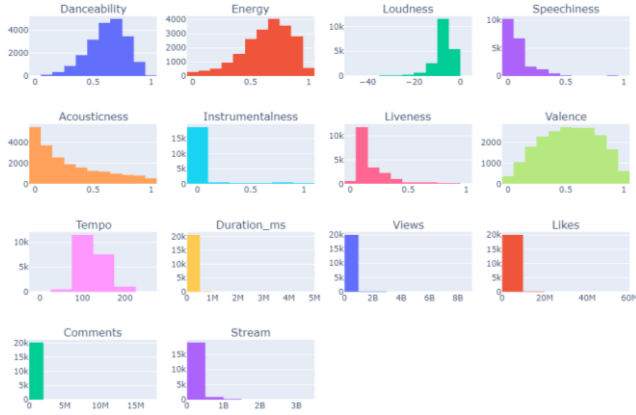 Danceability Energy Loudness Speechiness
4000 2000 0 4000 3000 2000 1000 0 10k 5k 0 10k 5k 0
0 0.5 1 0 0.5 1 −40 −20 0 0 0.5 1
Acousticness Instrumentalness Liveness Valence
4000 2000 0 15k 10k 5k 0 10k 5k 0 2000 1000 0
0 0.5 1 0 0.5 1 0 0.5 1 0 0.5 1
Tempo Duration_ms Views Likes
10k 5k 0 20k 15k 10k 5k 0 20k 15k 10k 5k 0 20k 15k 10k 5k 0
0 100 200 0 1M 2M 3M 4M 5M 0 2B 4B 6B 8B 0 20M 40M 60M
Comments Stream
20k 15k 10k 5k 0 15k 10k 5k 0
0 5M 10M 15M 0 1B 2B 3B